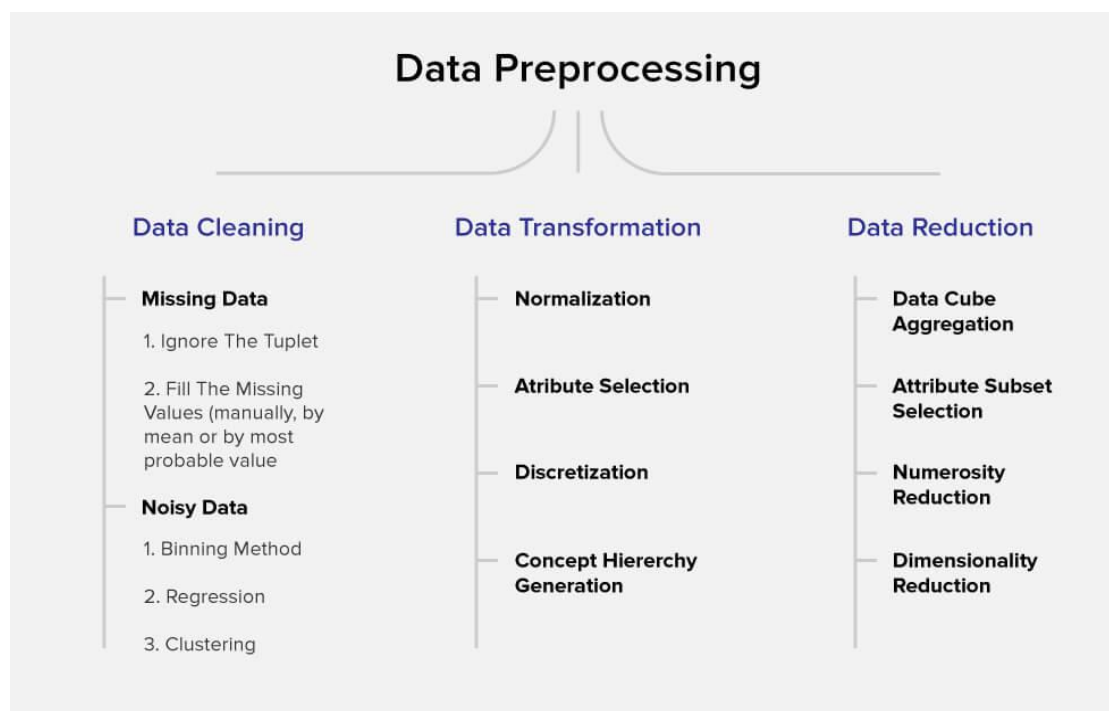 Data Preprocessing
Data Cleaning
Missing Data
1. Ignore The Tuplet
2. Fill The Missing
Values (manually, by
mean or by most
probable value
Noisy Data
1. Binning Method
2. Regression
3. Clustering
Data Transformation
Normalization
Atribute Selection
Discretization
Concept Hiererchy
Generation
Data Reduction
Data Cube
Aggregation
Attribute Subset
Selection
Numerosity
Reduction
Dimensionality
Reduction